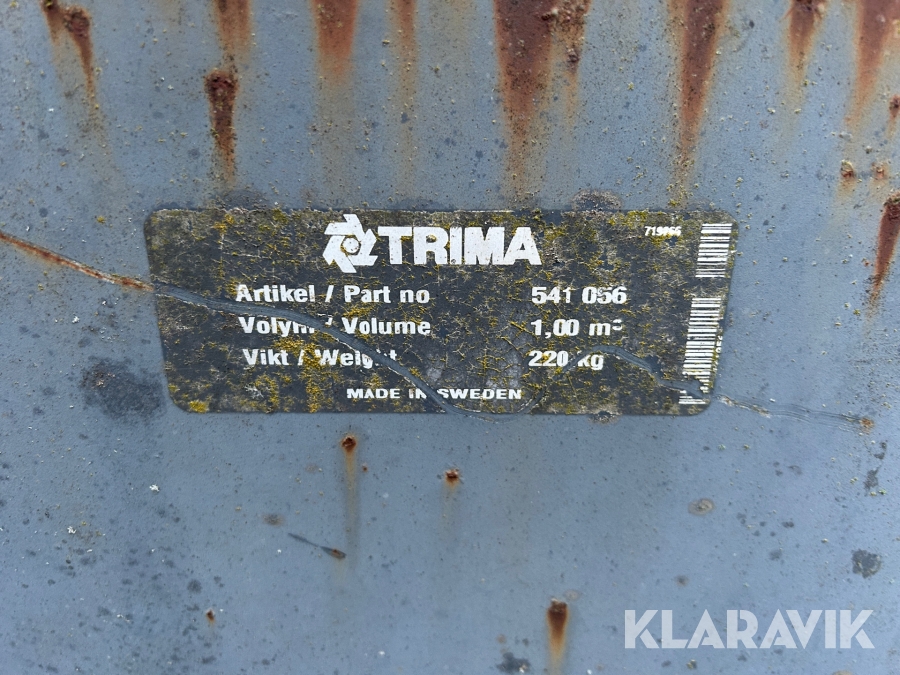 TRIMA
Artikel / Part no 541 056
Volym / Volume 1,00 m³
Vikt / Weight 220 kg
MADE IN SWEDEN
KLARAVIK